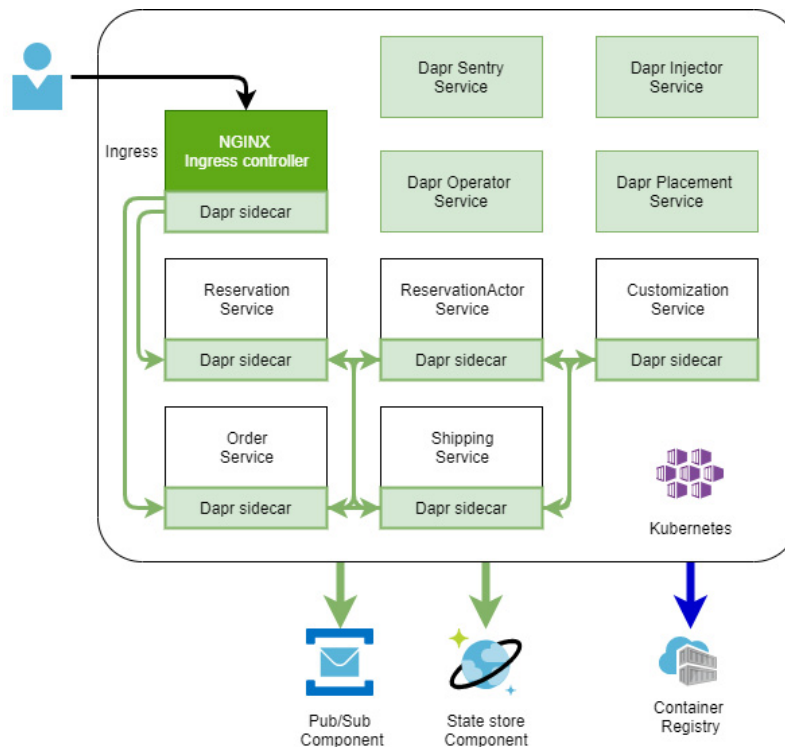 Dapr Sentry
Service
Dapr Injector
Service
Ingress
NGINX
Ingress controller
Dapr sidecar
Dapr Operator
Service
Dapr Placement
Service
Reservation
Service
Dapr sidecar
ReservationActor
Service
Dapr sidecar
Customization
Service
Dapr sidecar
Order
Service
Dapr sidecar
Shipping
Service
Dapr sidecar
Kubernetes
Pub/Sub
Component
State store
Component
Container
Registry